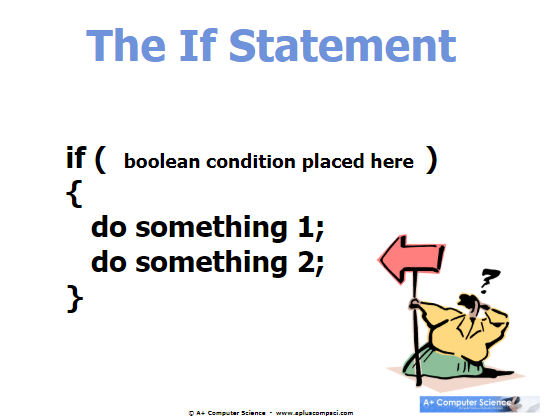 The If Statement
if ( boolean condition placed here )
{
do something 1;
do something 2;
}
?
A+ Computer Science
© A+ Computer Science - www.apluscompsci.com